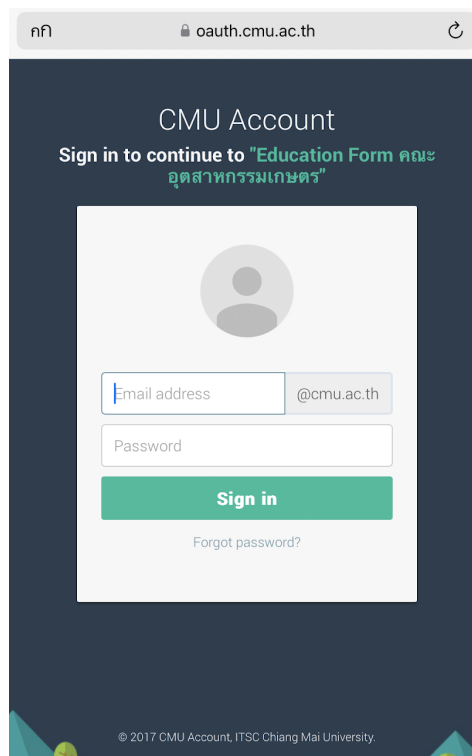 กก oauth.cmu.ac.th
CMU Account
Sign in to continue to "Education Form คณะ
อุตสาหกรรมเกษตร"
Email address @cmu.ac.th
Password
Sign in
Forgot password?
© 2017 CMU Account, ITSC Chiang Mai University.